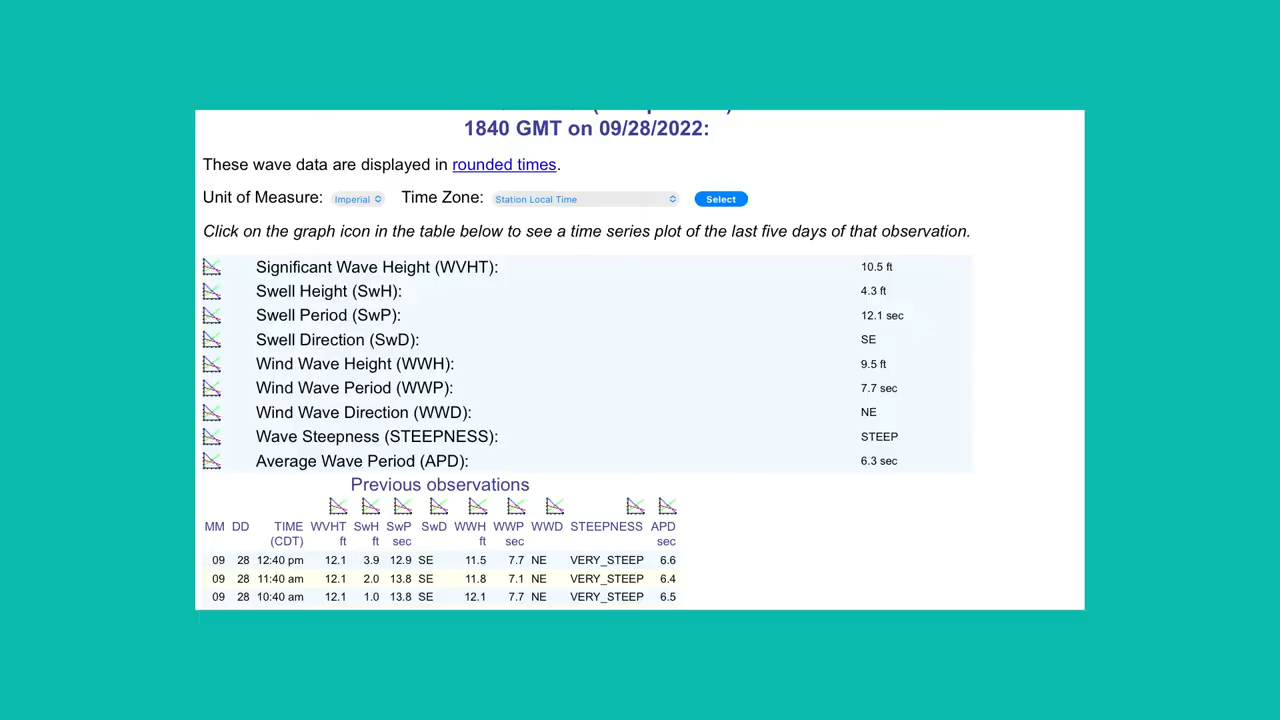 1840 GMT on 09/28/2022:
These wave data are displayed in rounded times.
Unit of Measure: Imperial Time Zone: Station Local Time Select
Click on the graph icon in the table below to see a time series plot of the last five days of that observation.
Significant Wave Height (WVHT): 10.5 ft
Swell Height (SwH): 4.3 ft
Swell Period (SwP): 12.1 sec
Swell Direction (SwD): SE
Wind Wave Height (WWH): 9.5 ft
Wind Wave Period (WWP): 7.7 sec
Wind Wave Direction (WWD): NE
Wave Steepness (STEEPNESS): STEEP
Average Wave Period (APD): 6.3 sec
Previous observations
MM DD TIME WVHT SwH SwP SwD WWH WWP WWD STEEPNESS APD
(CDT) ft ft sec ft sec sec
09 28 12:40 pm 12.1 3.9 12.9 SE 11.5 7.7 NE VERY_STEEP 6.6
09 28 11:40 am 12.1 2.0 13.8 SE 11.8 7.1 NE VERY_STEEP 6.4
09 28 10:40 am 12.1 1.0 13.8 SE 12.1 7.7 NE VERY_STEEP 6.5